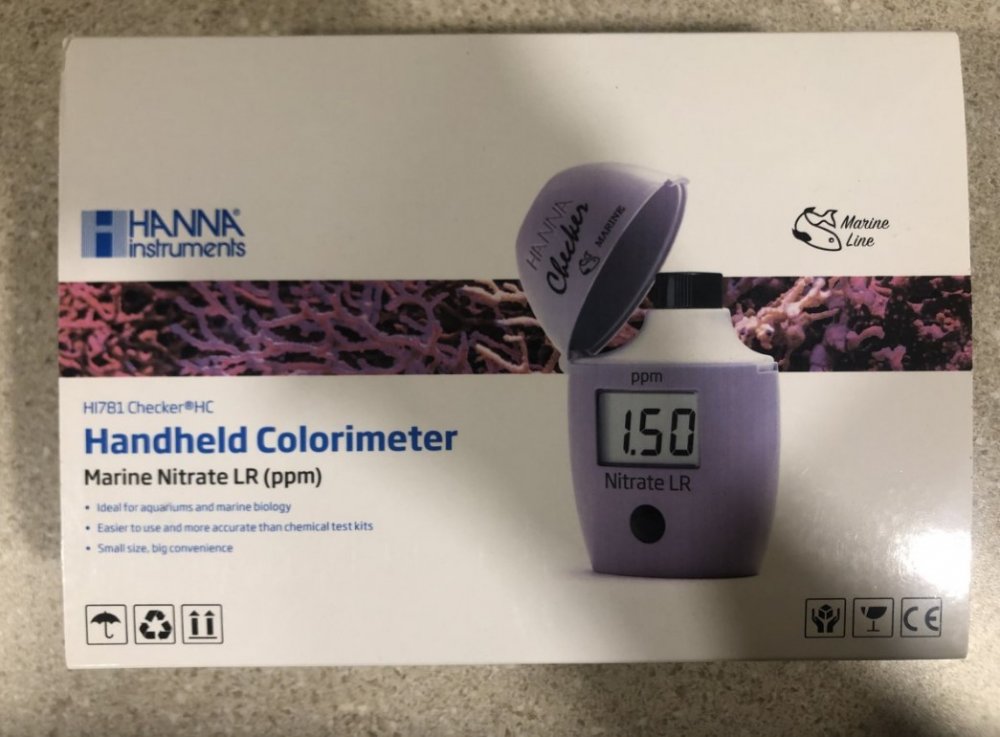 HANNA®
instruments
HANNA
Checker
MARINE
Marine
Line
HI781 Checker®HC
Handheld Colorimeter
Marine Nitrate LR (ppm)
• Ideal for aquariums and marine biology
• Easier to use and more accurate than chemical test kits
• Small size, big convenience
ppm
1.50
Nitrate LR
CE